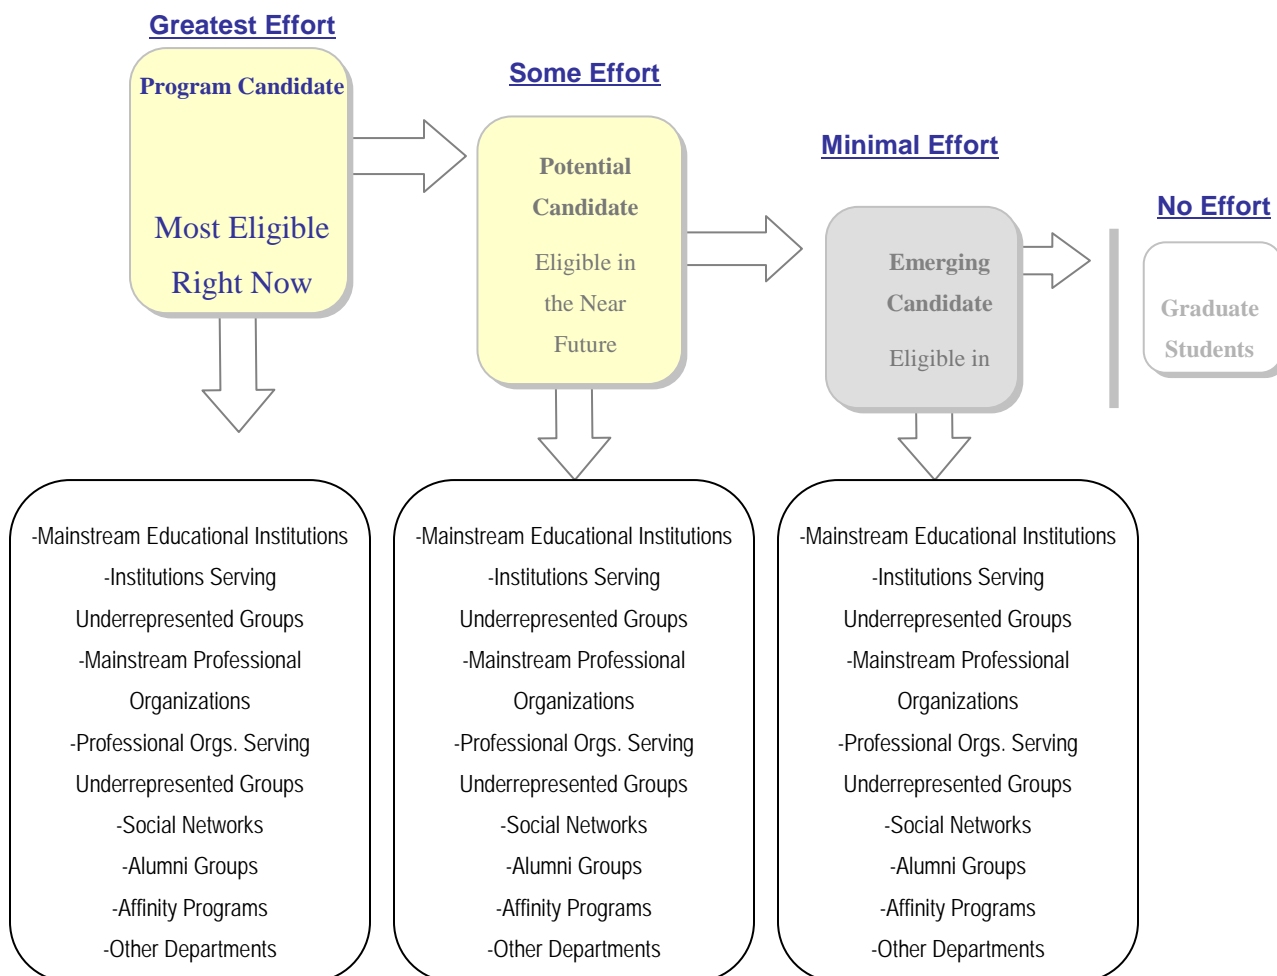 Greatest Effort
Program Candidate
Most Eligible
Right Now
Some Effort
Potential
Candidate
Eligible in
the Near
Future
Minimal Effort
Emerging
Candidate
Eligible in
No Effort
Graduate
Students
-Mainstream Educational Institutions
-Institutions Serving
Underrepresented Groups
-Mainstream Professional
Organizations
-Professional Orgs. Serving
Underrepresented Groups
-Social Networks
-Alumni Groups
-Affinity Programs
-Other Departments
-Mainstream Educational Institutions
-Institutions Serving
Underrepresented Groups
-Mainstream Professional
Organizations
-Professional Orgs. Serving
Underrepresented Groups
-Social Networks
-Alumni Groups
-Affinity Programs
-Other Departments
-Mainstream Educational Institutions
-Institutions Serving
Underrepresented Groups
-Mainstream Professional
Organizations
-Professional Orgs. Serving
Underrepresented Groups
-Social Networks
-Alumni Groups
-Affinity Programs
-Other Departments